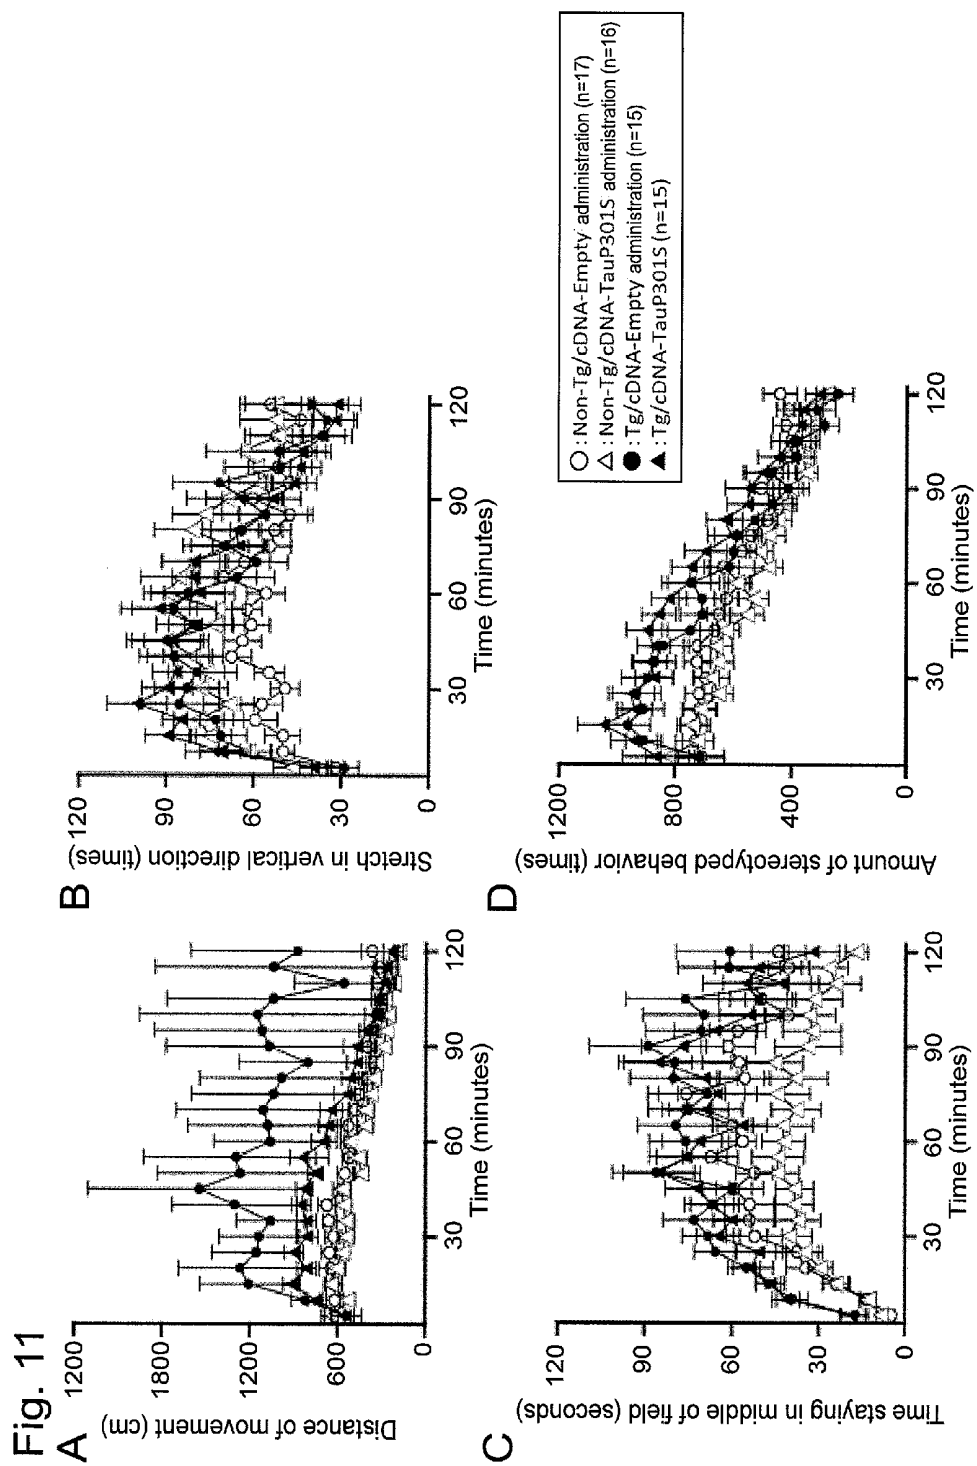 Fig. 11
A
Distance of movement (cm)
1200
1800
1200
600
0
30
60
90
120
Time (minutes)
B
Stretch in vertical direction (times)
120
90
60
30
0
30
60
90
120
Time (minutes)
C
Time staying in middle of field (seconds)
120
90
60
30
0
30
60
90
120
Time (minutes)
D
Amount of stereotyped behavior (times)
1200
800
400
0
30
60
90
120
Time (minutes)
○ : Non-Tg/cDNA-Empty administration (n=17)
△ : Non-Tg/cDNA-TauP301S administration (n=16)
● : Tg/cDNA-Empty administration (n=15)
▲ : Tg/cDNA-TauP301S (n=15)